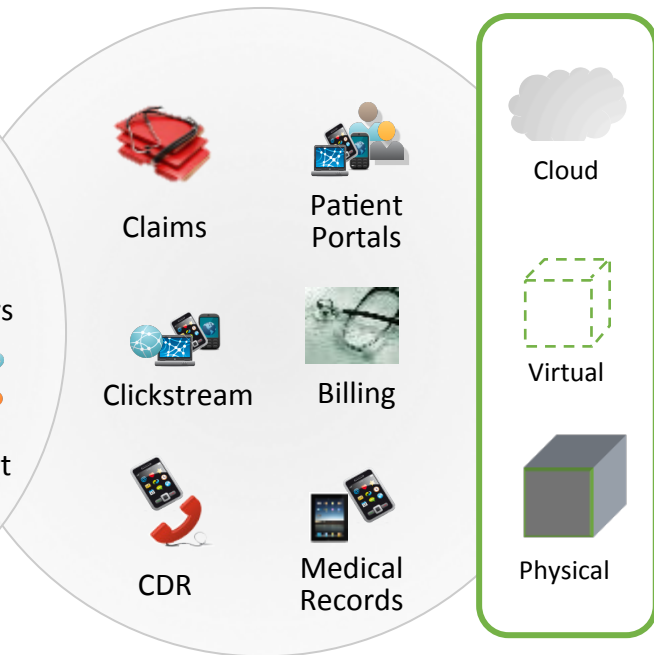 Claims
Patient
Portals
Clickstream
Billing
CDR
Medical
Records
Cloud
Virtual
Physical